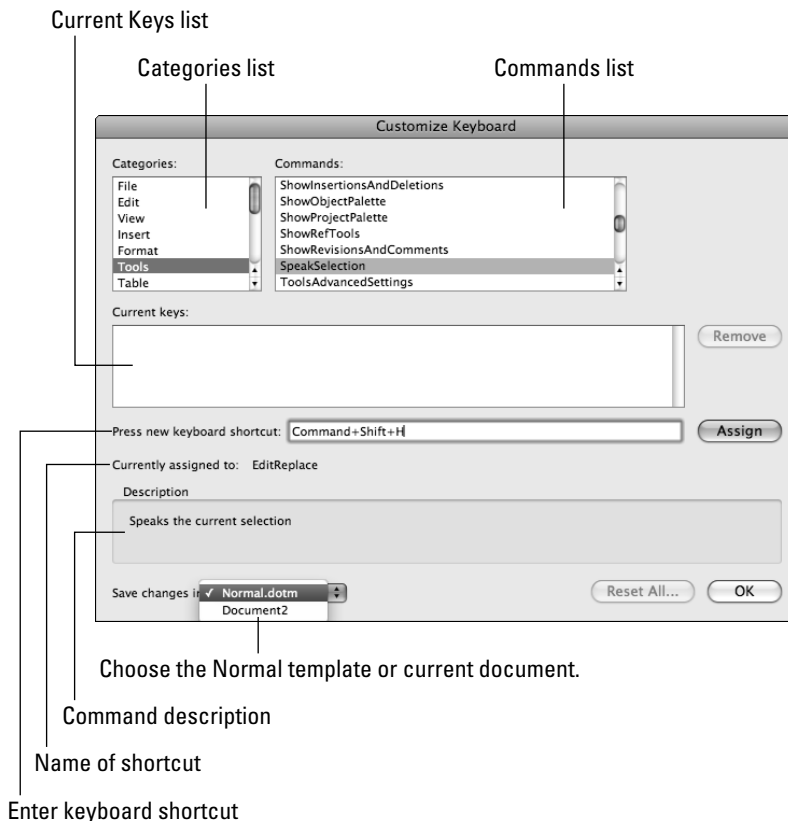 Current Keys list
Categories list
Commands list
Customize Keyboard
Categories:
Commands:
File
Edit
View
Insert
Format
Tools
Table
ShowInsertionsAndDeletions
ShowObjectPalette
ShowProjectPalette
ShowRefTools
ShowRevisionsAndComments
SpeakSelection
ToolsAdvancedSettings
Current keys:
Remove
Press new keyboard shortcut: Command+Shift+H
Assign
Currently assigned to: EditReplace
Description
Speaks the current selection
Save changes i ✓ Normal.dotm
Document2
Reset All...
OK
Choose the Normal template or current document.
Command description
Name of shortcut
Enter keyboard shortcut